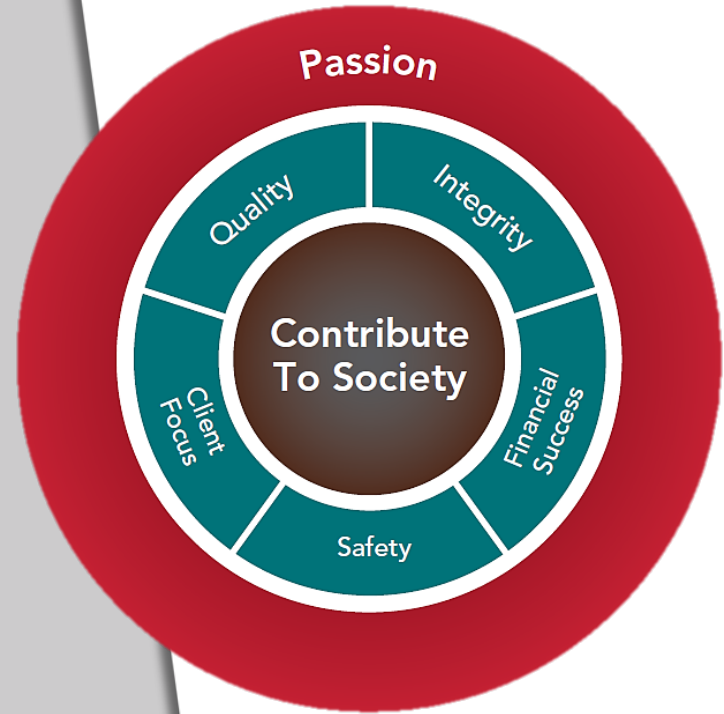 Passion
Quality
Integrity
Contribute
To Society
Client
Focus
Financial
Success
Safety